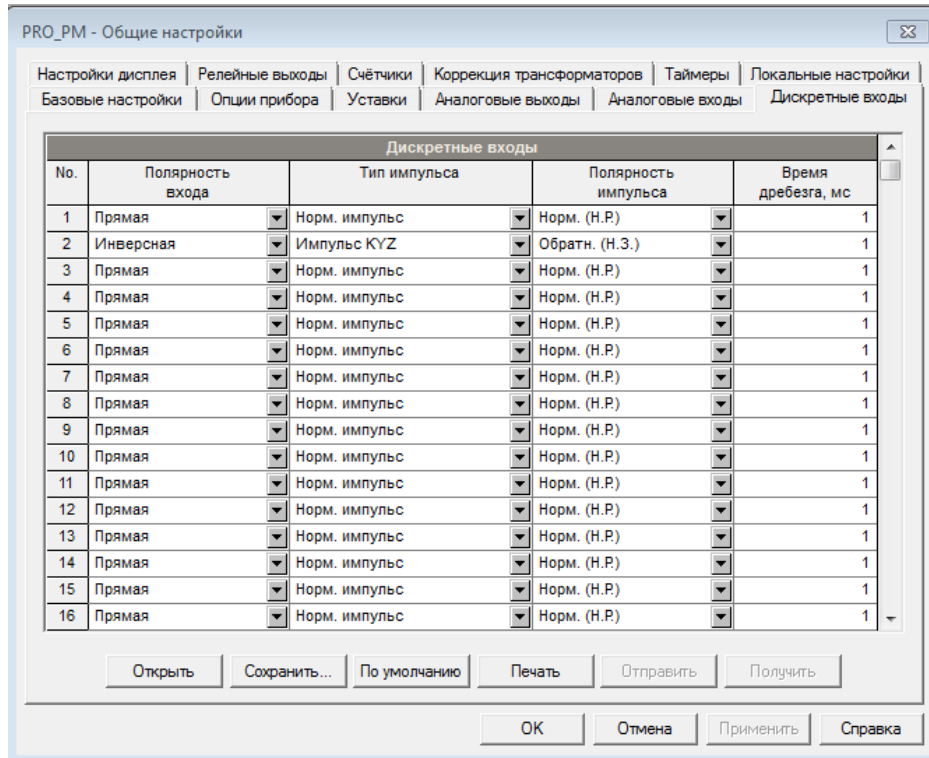 PRO_PM - Общие настройки
Настройки дисплея Релейные выходы Счётчики Коррекция трансформаторов Таймеры Локальные настройки
Базовые настройки Опции прибора Уставки Аналоговые выходы Аналоговые входы Дискретные входы
Дискретные входы
No. Полярность входа Тип импульса Полярность импульса Время дребезга, мс
1 Прямая Норм. импульс Норм. (Н.Р.) 1
2 Инверсная Импульс KYZ Обратн. (Н.З.) 1
3 Прямая Норм. импульс Норм. (Н.Р.) 1
4 Прямая Норм. импульс Норм. (Н.Р.) 1
5 Прямая Норм. импульс Норм. (Н.Р.) 1
6 Прямая Норм. импульс Норм. (Н.Р.) 1
7 Прямая Норм. импульс Норм. (Н.Р.) 1
8 Прямая Норм. импульс Норм. (Н.Р.) 1
9 Прямая Норм. импульс Норм. (Н.Р.) 1
10 Прямая Норм. импульс Норм. (Н.Р.) 1
11 Прямая Норм. импульс Норм. (Н.Р.) 1
12 Прямая Норм. импульс Норм. (Н.Р.) 1
13 Прямая Норм. импульс Норм. (Н.Р.) 1
14 Прямая Норм. импульс Норм. (Н.Р.) 1
15 Прямая Норм. импульс Норм. (Н.Р.) 1
16 Прямая Норм. импульс Норм. (Н.Р.) 1
Открыть Сохранить... По умолчанию Печать Отправить Получить
OK Отмена Применить Справка